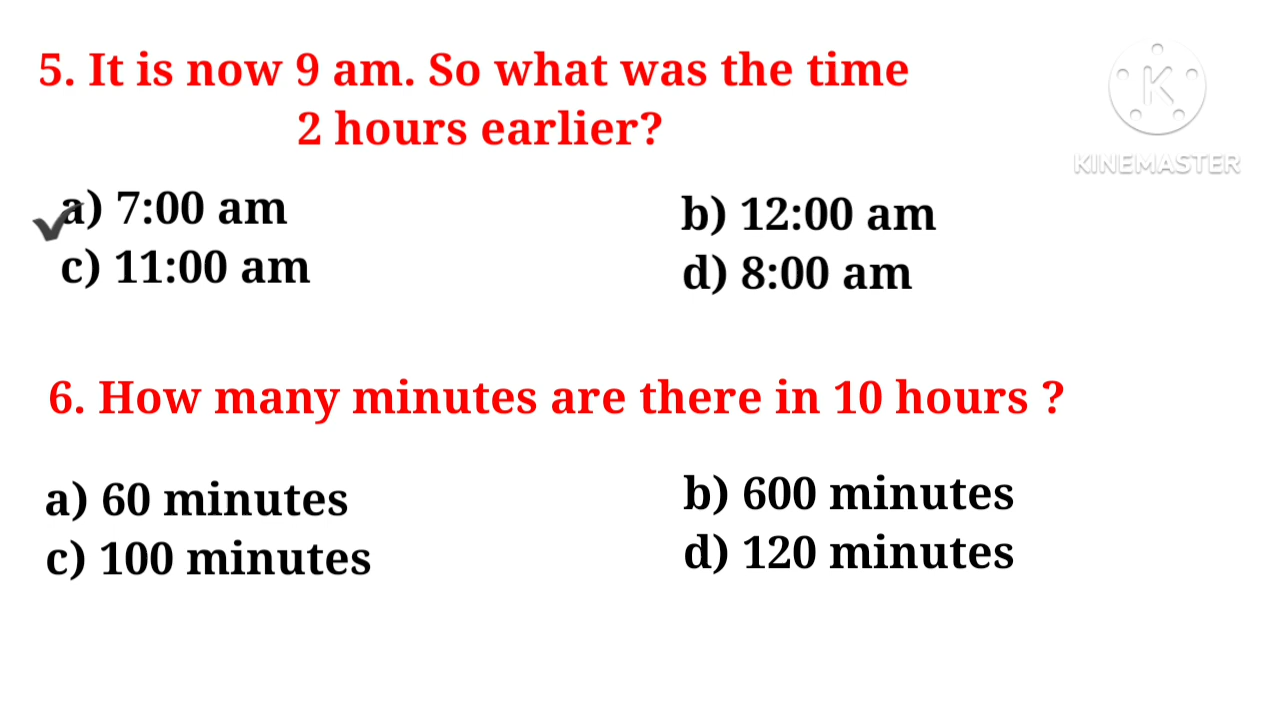 5. It is now 9 am. So what was the time
2 hours earlier?
a) 7:00 am
b) 12:00 am
c) 11:00 am
d) 8:00 am
6. How many minutes are there in 10 hours ?
a) 60 minutes
b) 600 minutes
c) 100 minutes
d) 120 minutes
K
KINEMASTER